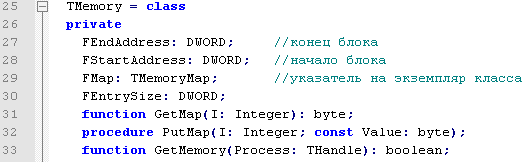 25 TMemory = class
26 private
27 FEndAddress: DWORD; //конец блока
28 FStartAddress: DWORD; //начало блока
29 FMap: TMemoryMap; //указатель на экземпляр класса
30 FEntrySize: DWORD;
31 function GetMap(I: Integer): byte;
32 procedure PutMap(I: Integer; const Value: byte);
33 function GetMemory(Process: THandle): boolean;